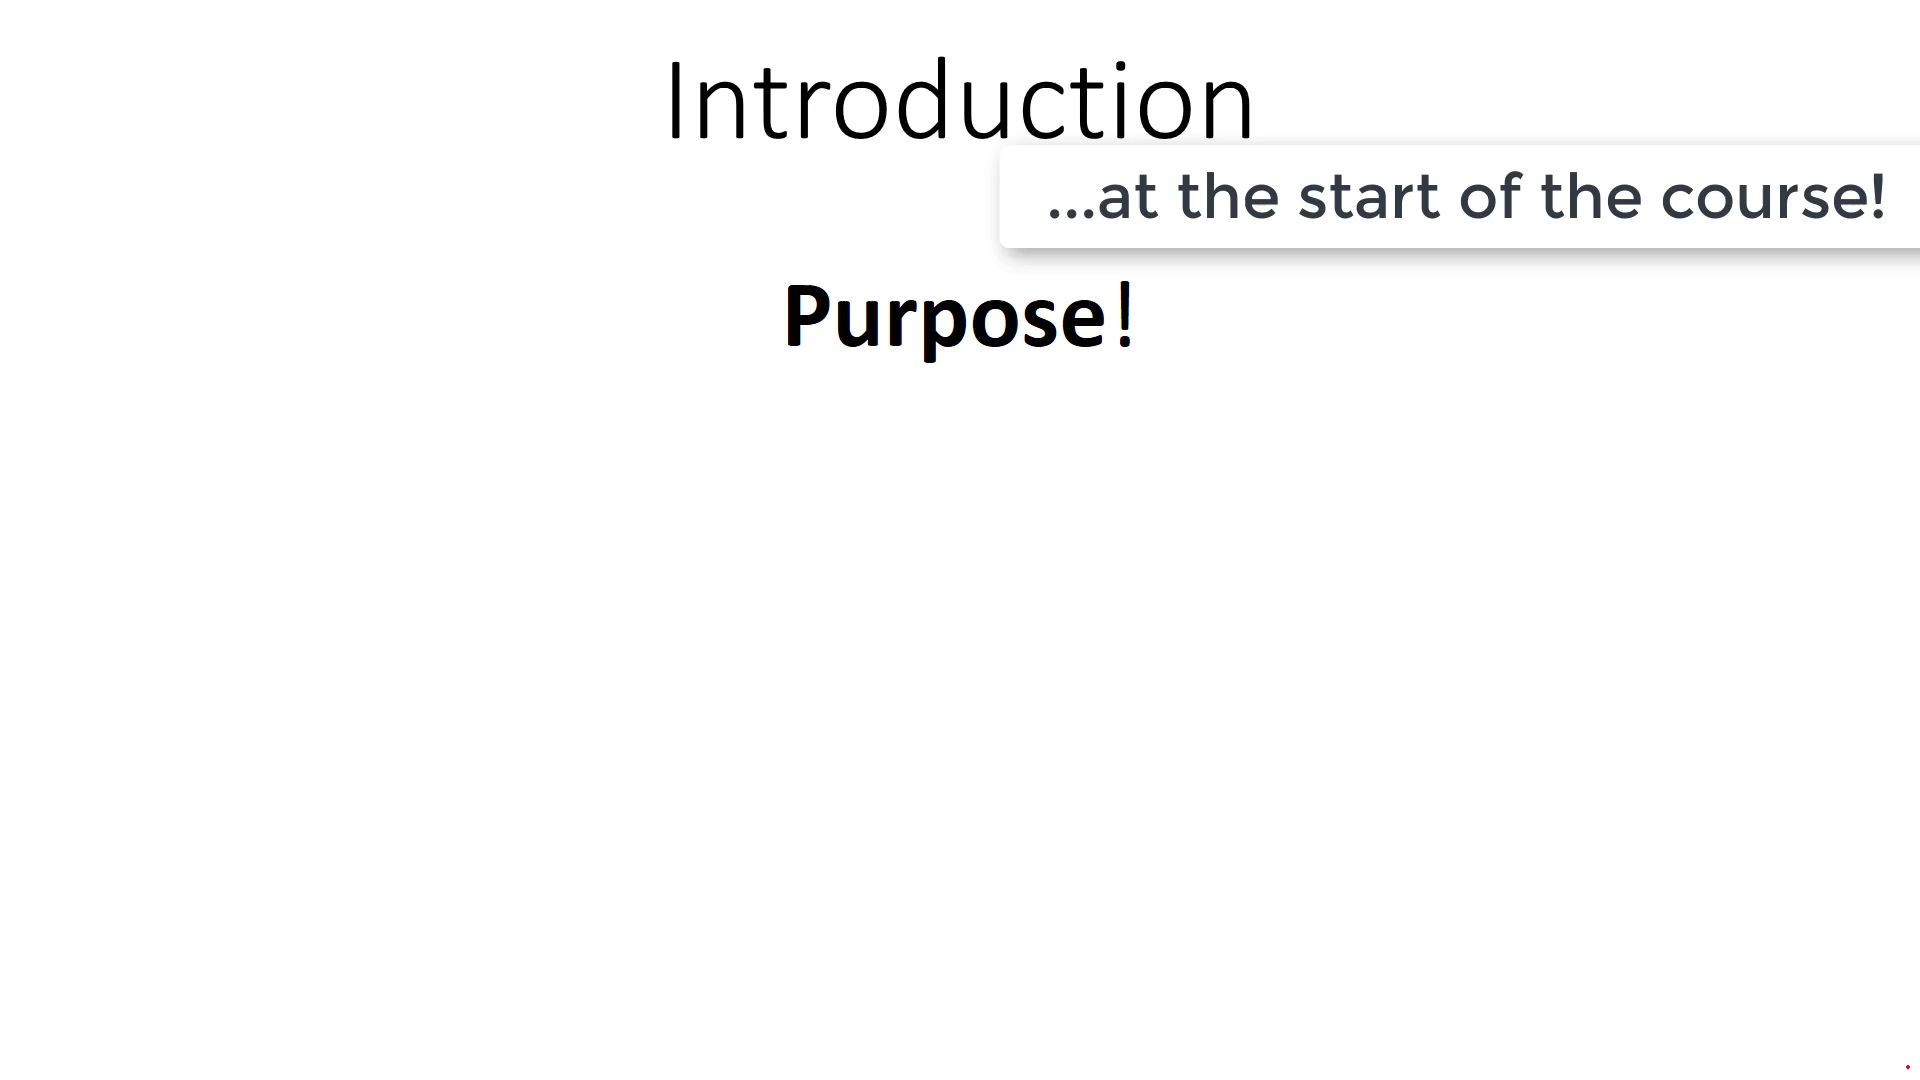 Introduction
...at the start of the course!
Purpose!